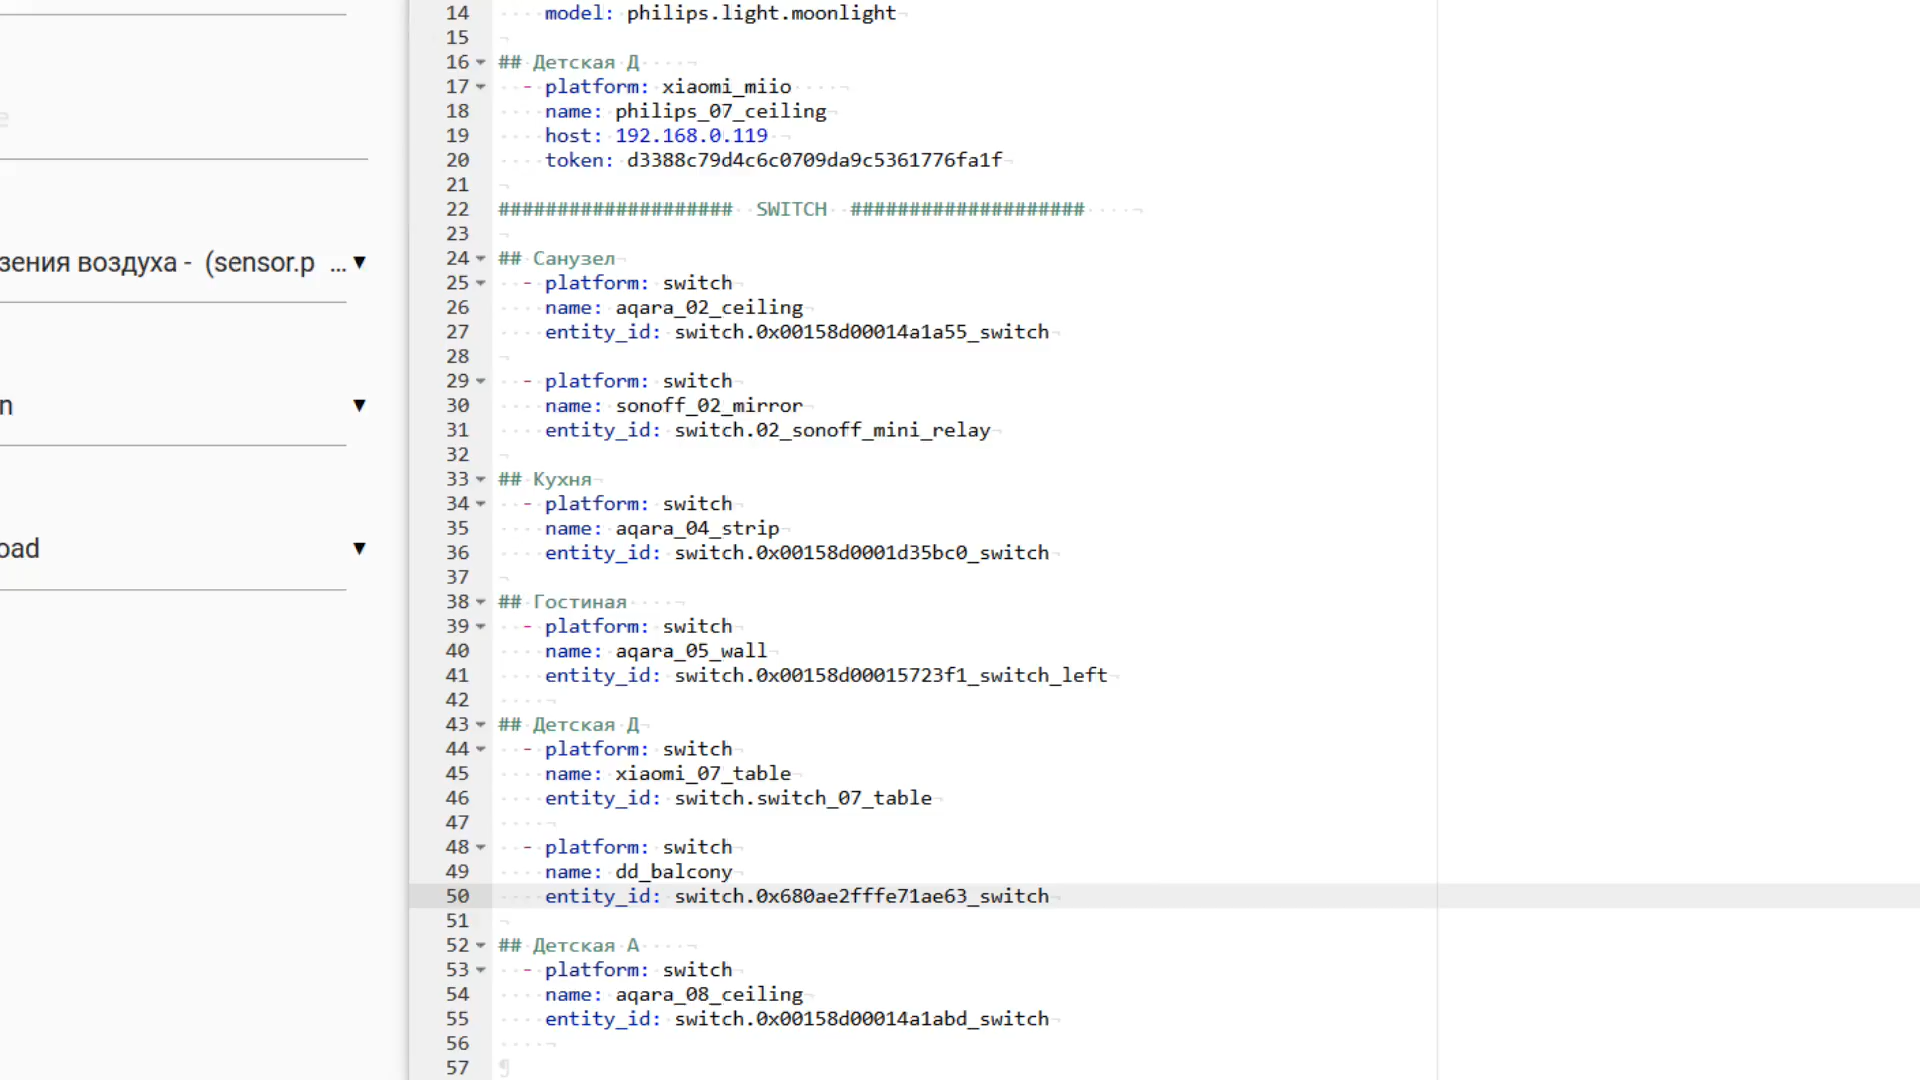 14 model: philips.light.moonlight
15
16 ## Детская Д
17 - platform: xiaomi_miio
18 name: philips_07_ceiling
19 host: 192.168.0.119
20 token: d3388c79d4c6c0709da9c5361776fa1f
21
22 #################### SWITCH ####################
23
зения воздуха - (sensor.p ...
24 ## Санузел
25 - platform: switch
26 name: aqara_02_ceiling
27 entity_id: switch.0x00158d00014a1a55_switch
28
29 - platform: switch
n
30 name: sonoff_02_mirror
31 entity_id: switch.02_sonoff_mini_relay
32
33 ## Кухня
34 - platform: switch
35 name: aqara_04_strip
oad
36 entity_id: switch.0x00158d0001d35bc0_switch
37
38 ## Гостиная
39 - platform: switch
40 name: aqara_05_wall
41 entity_id: switch.0x00158d00015723f1_switch_left
42
43 ## Детская Д
44 - platform: switch
45 name: xiaomi_07_table
46 entity_id: switch.switch_07_table
47
48 - platform: switch
49 name: dd_balcony
50 entity_id: switch.0x680ae2fffe71ae63_switch
51
52 ## Детская А
53 - platform: switch
54 name: aqara_08_ceiling
55 entity_id: switch.0x00158d00014a1abd_switch
56
57